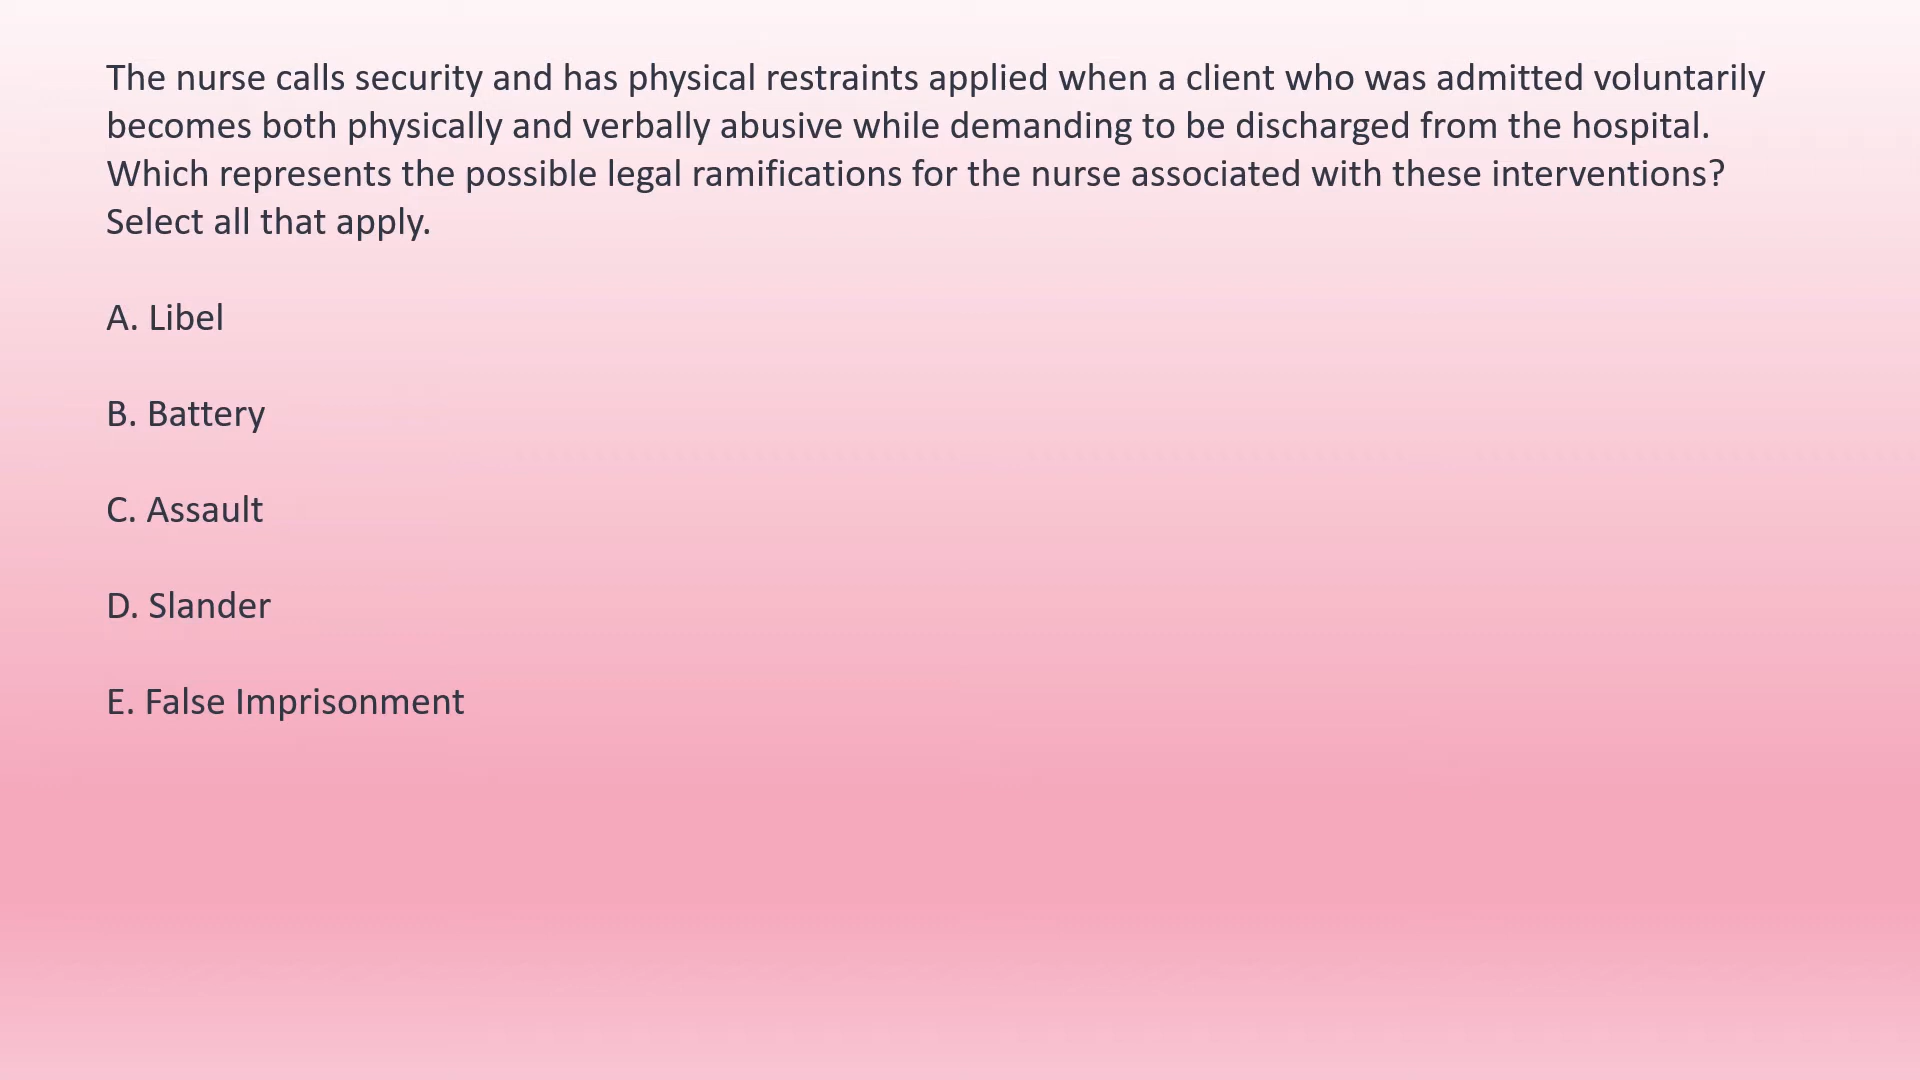 The nurse calls security and has physical restraints applied when a client who was admitted voluntarily
becomes both physically and verbally abusive while demanding to be discharged from the hospital.
Which represents the possible legal ramifications for the nurse associated with these interventions?
Select all that apply.
A. Libel
B. Battery
C. Assault
D. Slander
E. False Imprisonment